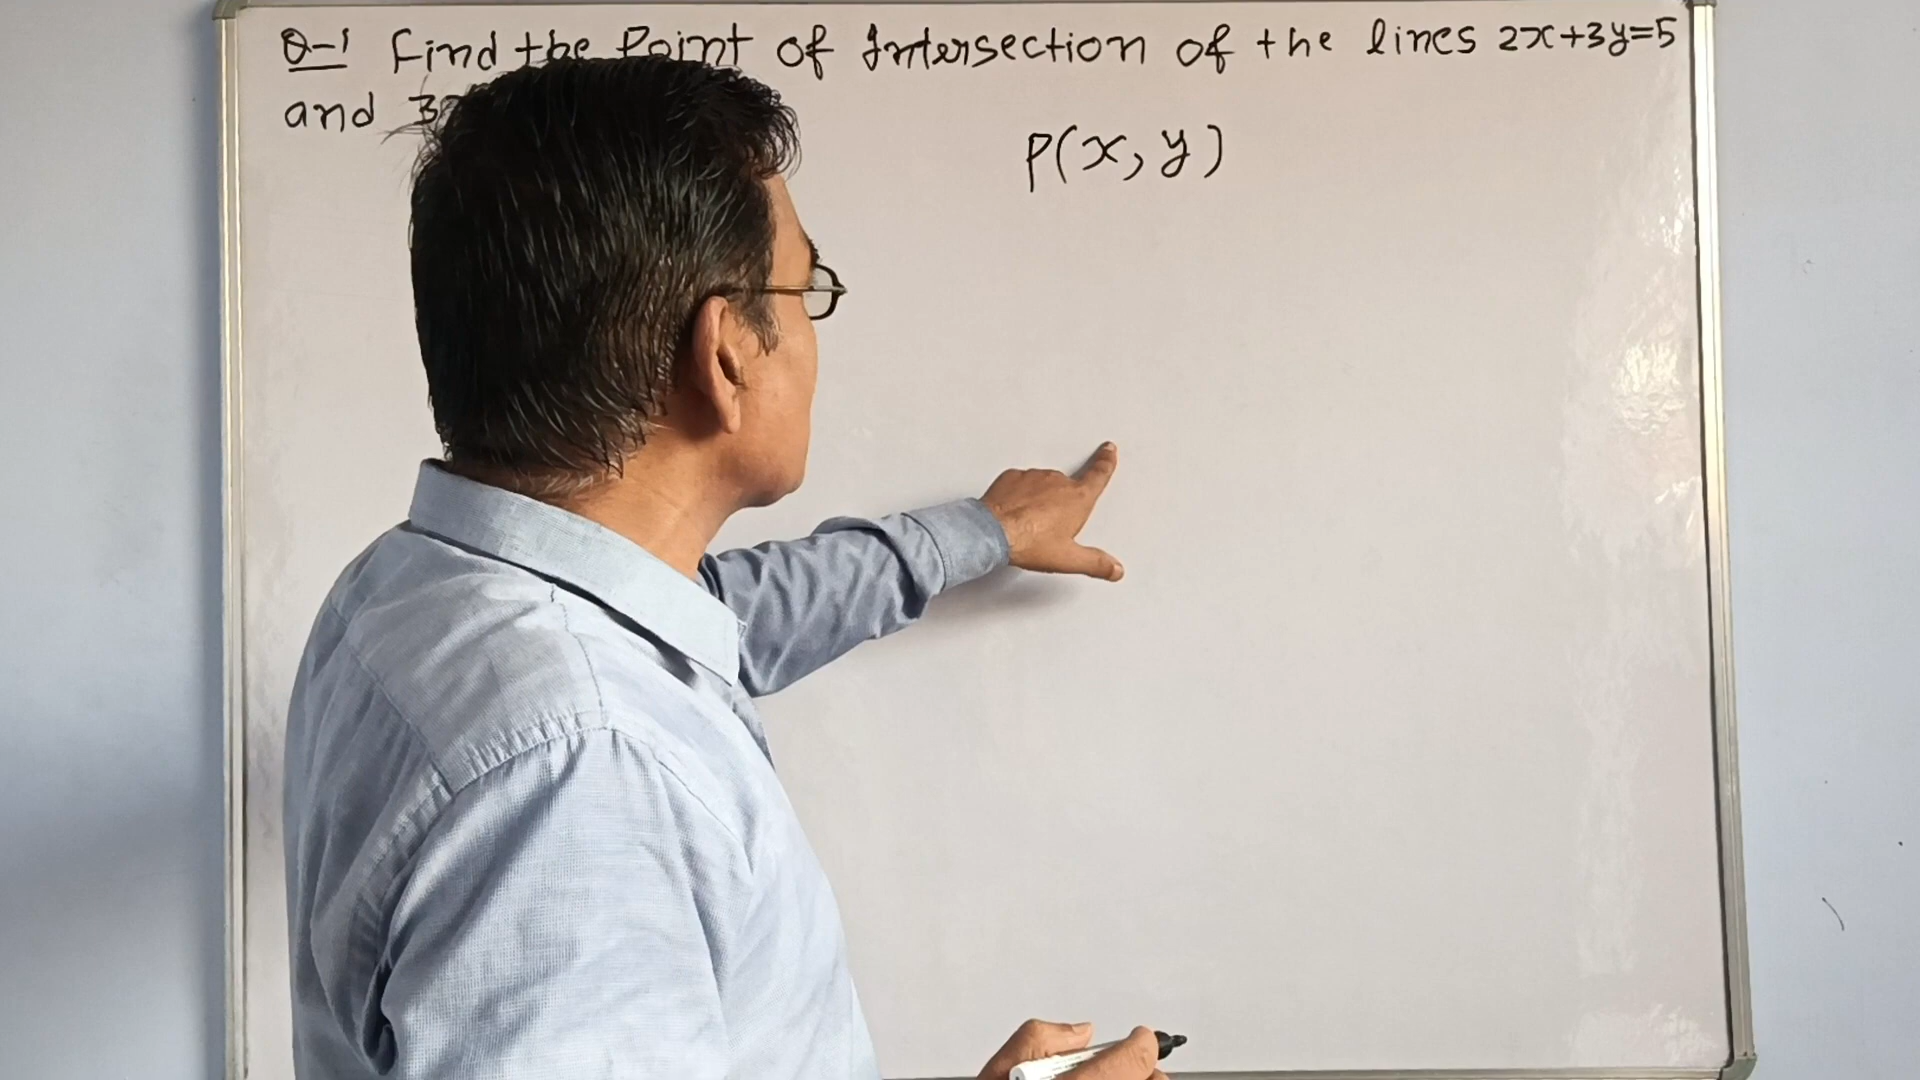 Q-1 Find the Point of Intersection of the lines 2x+3y=5
and 3
P(x, y)